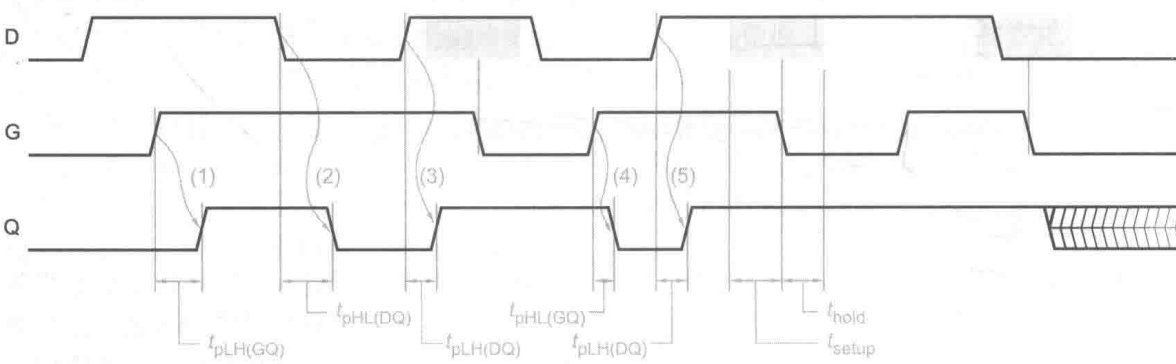 D
G
(1) (2) (3) (4) (5)
Q
t_pHL(DQ) t_pHL(GQ) t_hold
t_pLH(GQ) t_pLH(DQ) t_pLH(DQ) t_setup